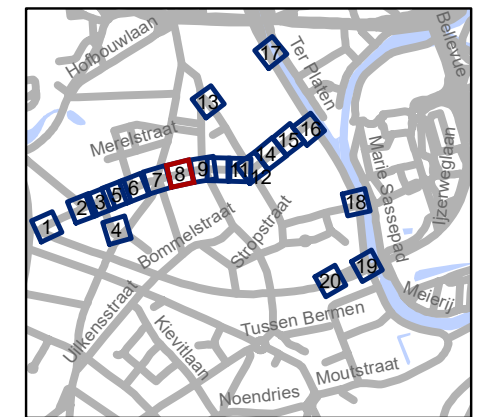 Hofbouwlaan
Ter Platen
Bellevue
17
13
Merelstraat
16
15
14
IJzerweglaan
Marie Sassepad
1
2
3
5
6
7
8
9
11
12
4
18
Bommelstraat
Stropstraat
19
20
Meierij
Uilkensstraat
Tussen Bermen
Kievitlaan
Moutstraat
Noendries